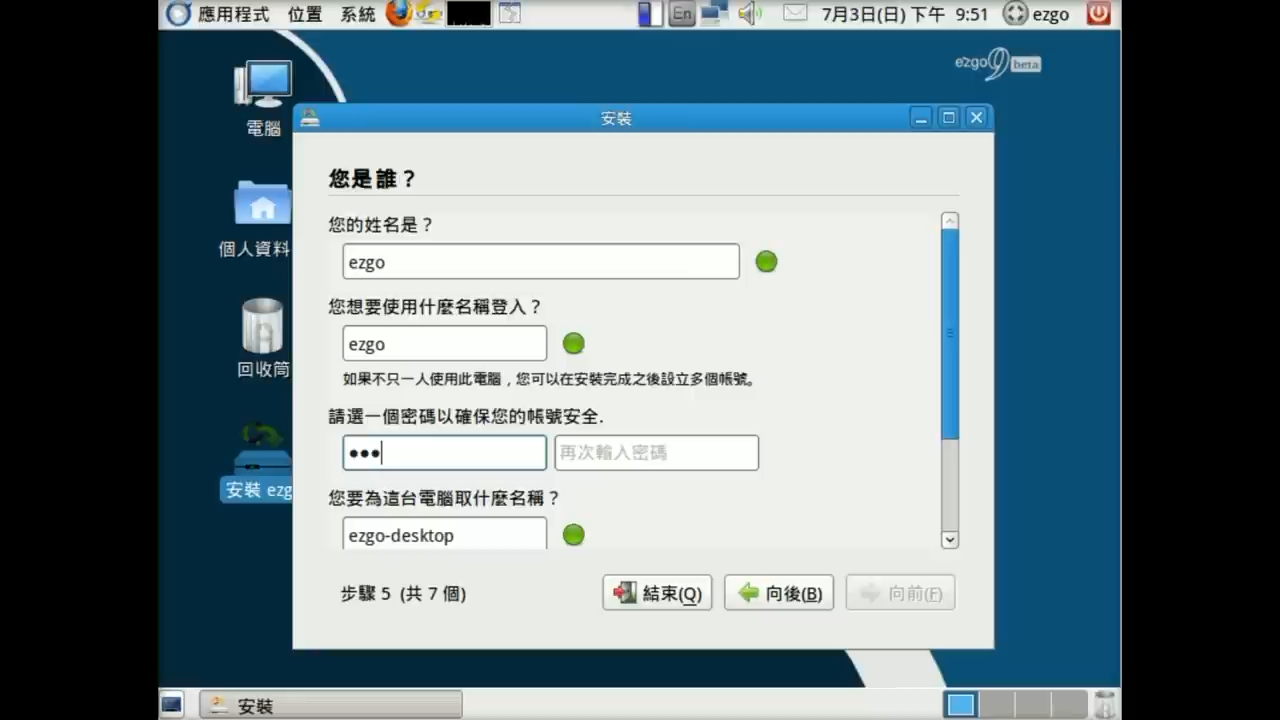 應用程式 位置 系統 En 7月3日(日) 下午 9:51 ezgo
ezgo9 beta
電腦
個人資料
回收筒
安裝 ezg
安裝
您是誰？
您的姓名是？
ezgo
您想要使用什麼名稱登入？
ezgo
如果不只一人使用此電腦，您可以在安裝完成之後設立多個帳號。
請選一個密碼以確保您的帳號安全.
●●●
再次輸入密碼
您要為這台電腦取什麼名稱？
ezgo-desktop
步驟 5 (共 7 個)
結束(Q) 向後(B) 向前(F)
安裝